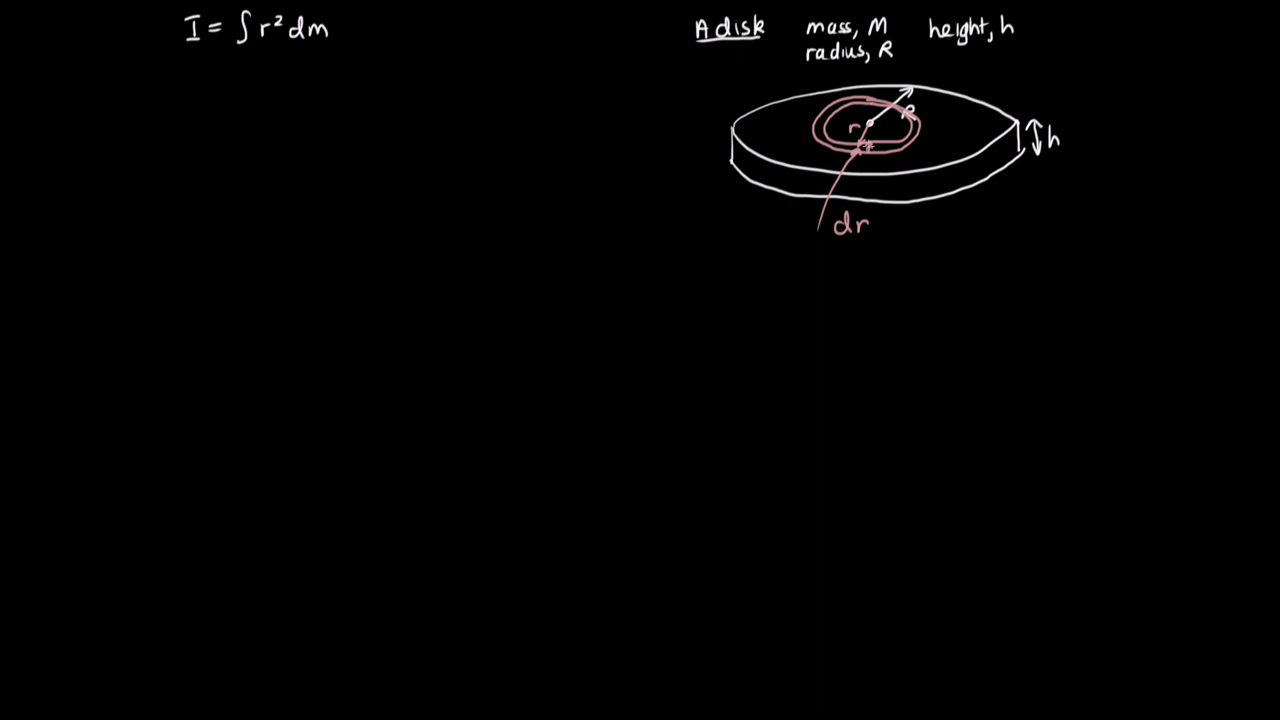 I = ∫ r² dm
A disk mass, M height, h
radius, R
R
r
h
dr